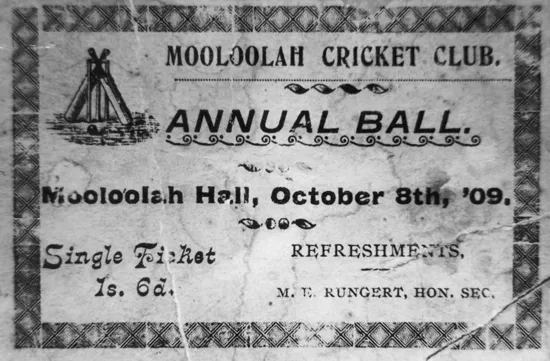 MOOLOOLAH CRICKET CLUB.
ANNUAL BALL.
Mooloolah Hall, October 8th, '09.
Single Ticket
1s. 6d.
REFRESHMENTS.
M. E. RUNGERT, HON. SEC.